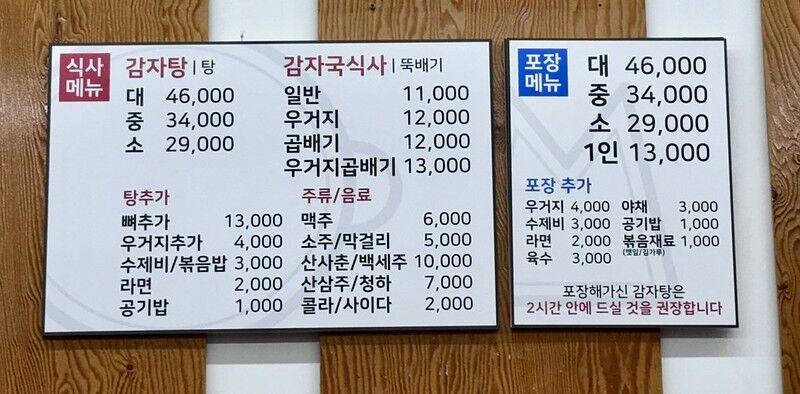 식사
메뉴
감자탕 | 탕
대 46,000
중 34,000
소 29,000
감자국식사 | 뚝배기
일반 11,000
우거지 12,000
곱배기 12,000
우거지곱배기 13,000
탕추가
뼈추가 13,000
우거지추가 4,000
수제비/볶음밥 3,000
라면 2,000
공기밥 1,000
주류/음료
맥주 6,000
소주/막걸리 5,000
산사춘/백세주 10,000
산삼주/청하 7,000
콜라/사이다 2,000
포장
메뉴
대 46,000
중 34,000
소 29,000
1인 13,000
포장 추가
우거지 4,000
수제비 3,000
라면 2,000
육수 3,000
야채 3,000
공기밥 1,000
볶음재료 1,000
(깻잎/김가루)
포장해가신 감자탕은
2시간 안에 드실 것을 권장합니다